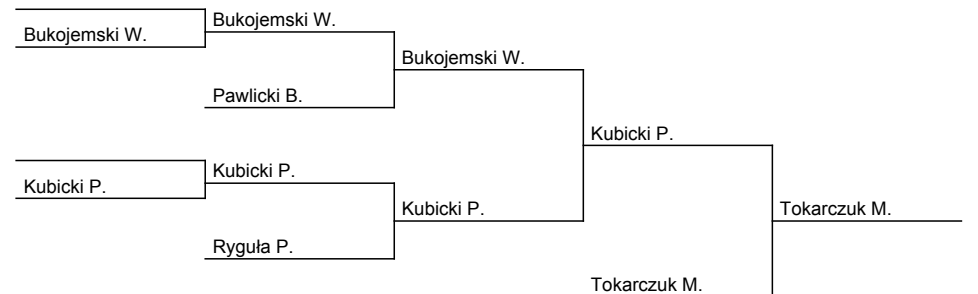 Bukojemski W.
Bukojemski W.
Bukojemski W.
Pawlicki B.
Kubicki P.
Kubicki P.
Kubicki P.
Kubicki P.
Tokarczuk M.
Ryguła P.
Tokarczuk M.